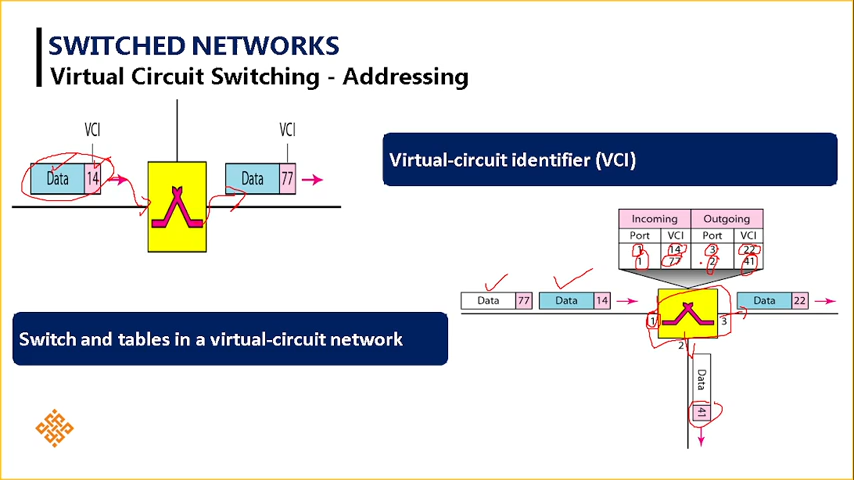 SWITCHED NETWORKS
Virtual Circuit Switching - Addressing
VCI
Data 14
VCI
Data 77
Virtual-circuit identifier (VCI)
Incoming Outgoing
Port VCI Port VCI
1 14 3 22
1 77 2 41
Data 77
Data 14
Data 22
1
3
2
Data 41
Switch and tables in a virtual-circuit network